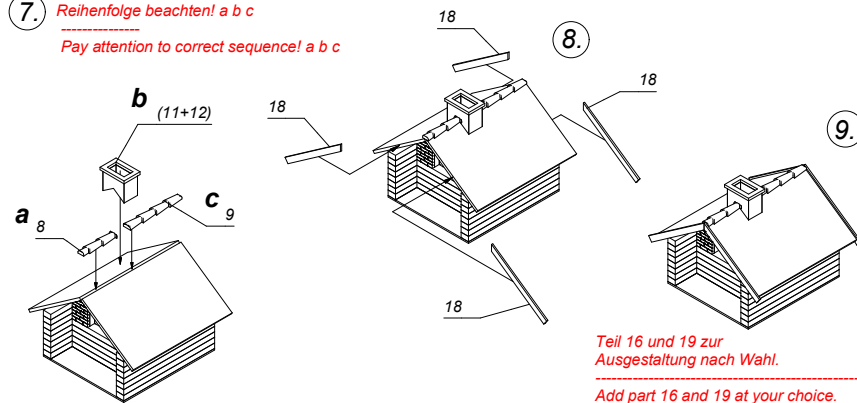 7.
Reihenfolge beachten! a b c
---------------
Pay attention to correct sequence! a b c
b
(11+12)
a
8
c
9
8.
18
18
18
18
9.
Teil 16 und 19 zur
Ausgestaltung nach Wahl.
--------------------------------------------------
Add part 16 and 19 at your choice.